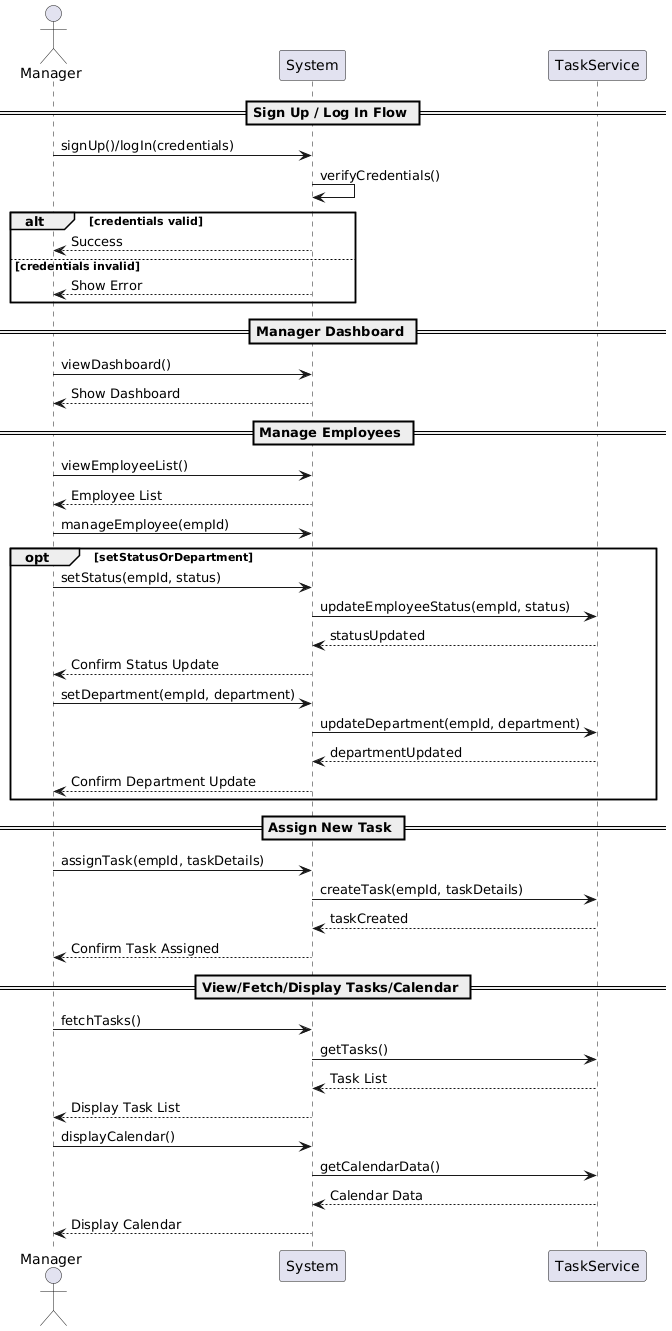 Manager
System
TaskService
Sign Up / Log In Flow
signUp()/logIn(credentials)
verifyCredentials()
alt [credentials valid]
Success
[credentials invalid]
Show Error
Manager Dashboard
viewDashboard()
Show Dashboard
Manage Employees
viewEmployeeList()
Employee List
manageEmployee(empId)
opt [setStatusOrDepartment]
setStatus(empId, status)
updateEmployeeStatus(empId, status)
statusUpdated
Confirm Status Update
setDepartment(empId, department)
updateDepartment(empId, department)
departmentUpdated
Confirm Department Update
Assign New Task
assignTask(empId, taskDetails)
createTask(empId, taskDetails)
taskCreated
Confirm Task Assigned
View/Fetch/Display Tasks/Calendar
fetchTasks()
getTasks()
Task List
Display Task List
displayCalendar()
getCalendarData()
Calendar Data
Display Calendar
Manager
System
TaskService